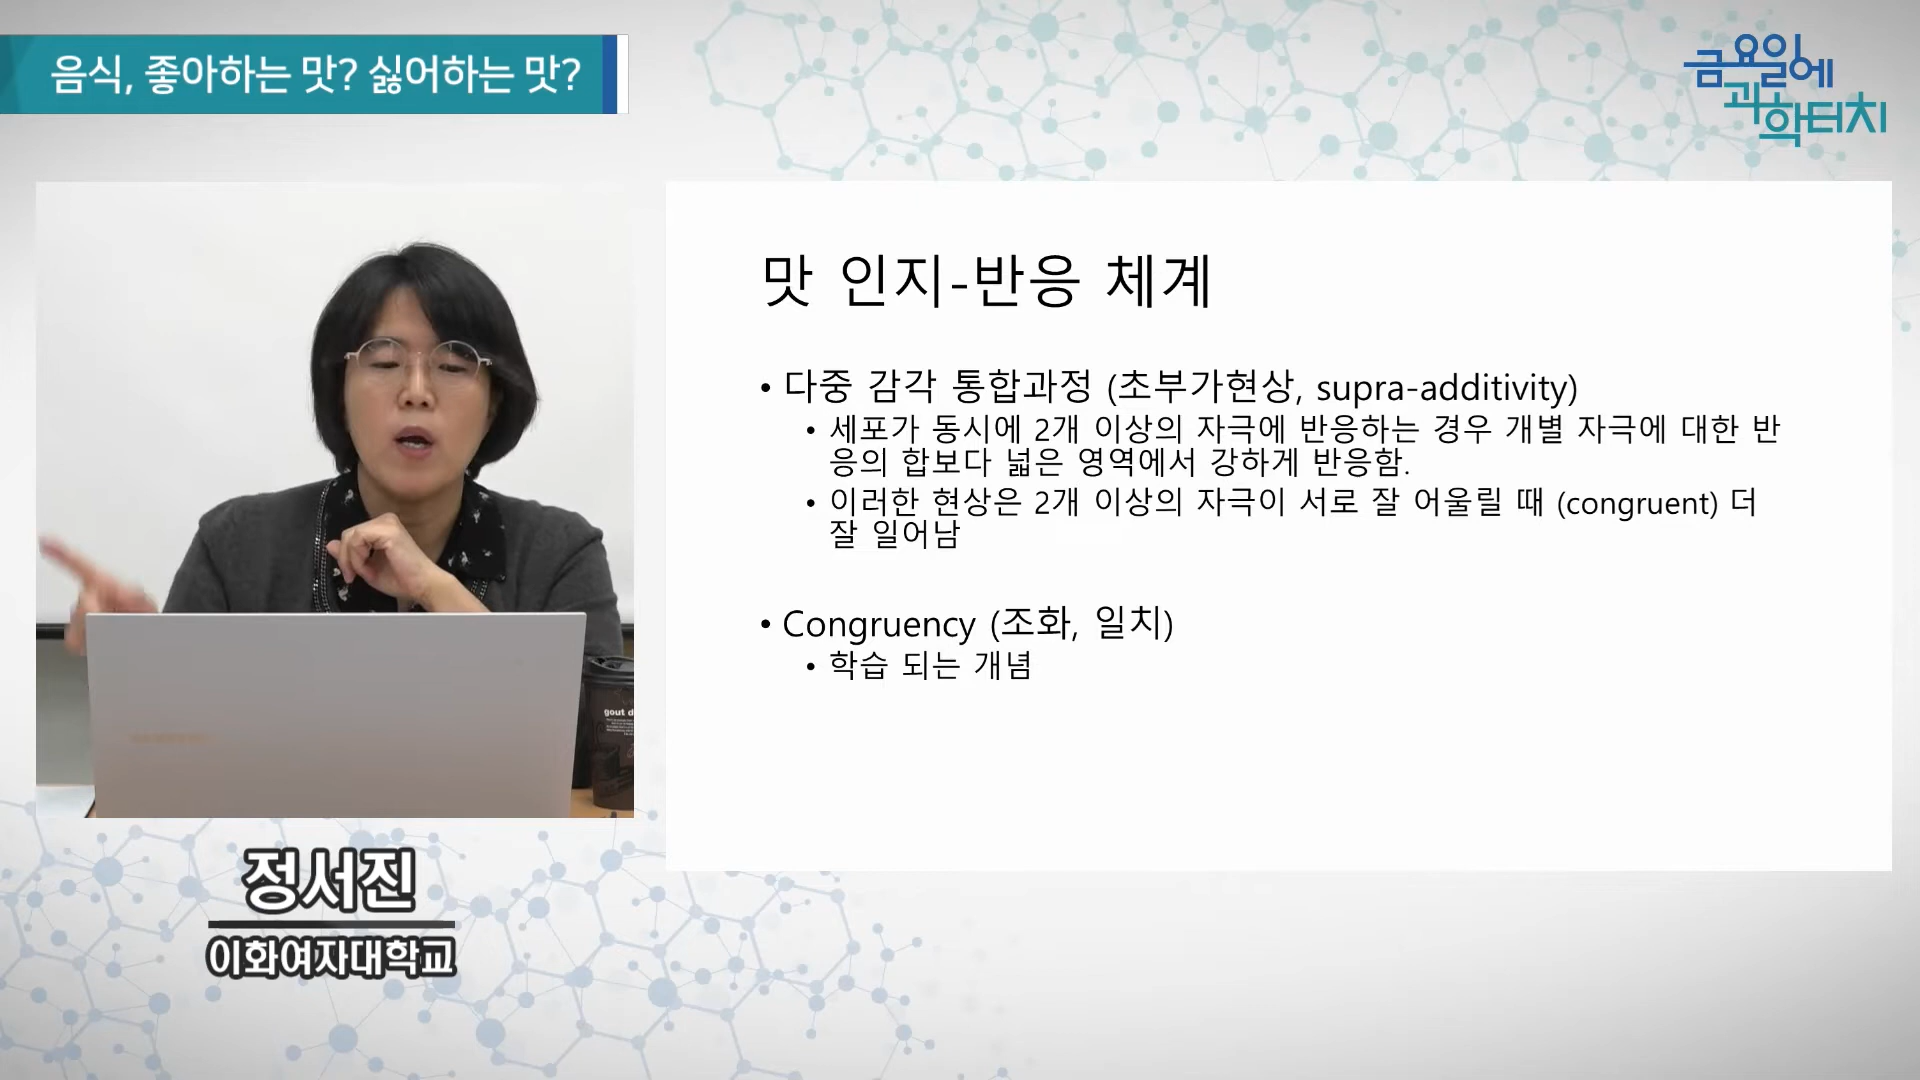 음식, 좋아하는 맛? 싫어하는 맛?
금요일에
과학터치
맛 인지-반응 체계
• 다중 감각 통합과정 (초부가현상, supra-additivity)
• 세포가 동시에 2개 이상의 자극에 반응하는 경우 개별 자극에 대한 반
응의 합보다 넓은 영역에서 강하게 반응함.
• 이러한 현상은 2개 이상의 자극이 서로 잘 어울릴 때 (congruent) 더
잘 일어남
• Congruency (조화, 일치)
• 학습 되는 개념
gout d
정서진
이화여자대학교